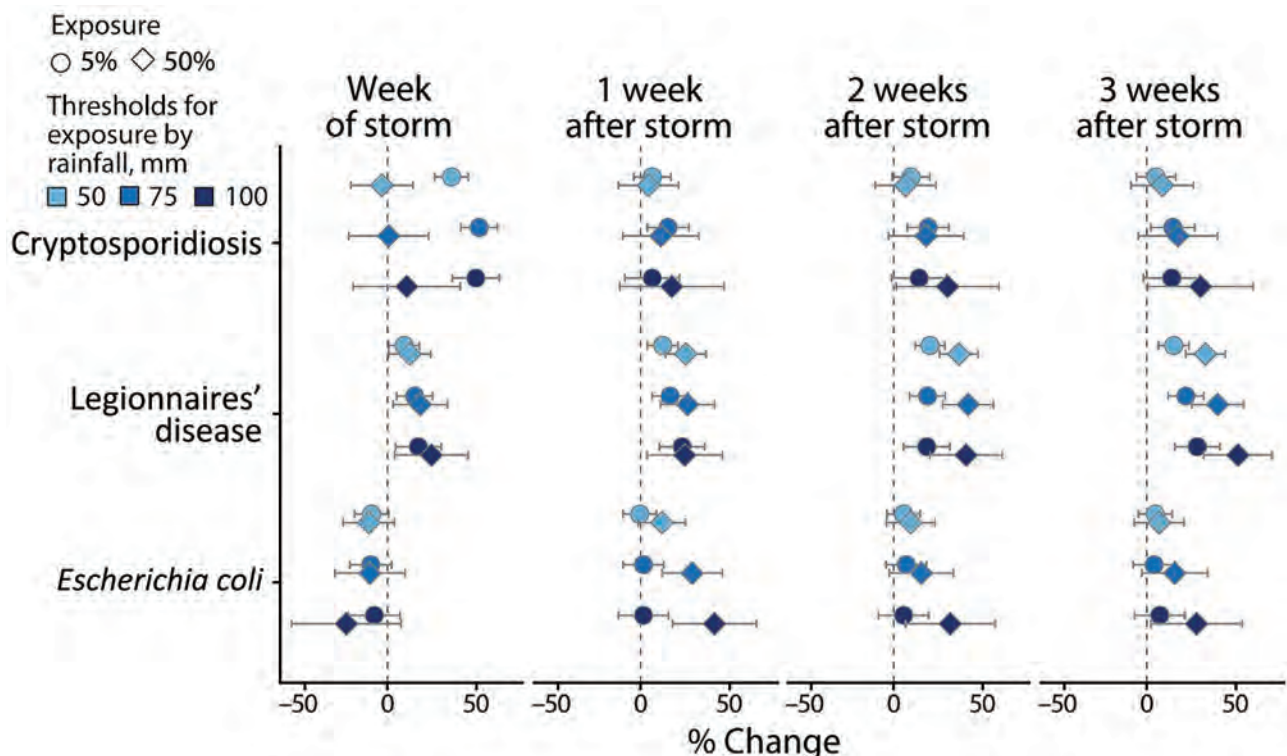 Exposure
5% 50%
Thresholds for
exposure by
rainfall, mm
50 75 100
Week
of storm
1 week
after storm
2 weeks
after storm
3 weeks
after storm
Cryptosporidiosis
Legionnaires'
disease
Escherichia coli
–50 0 50
–50 0 50
–50 0 50
–50 0 50
% Change